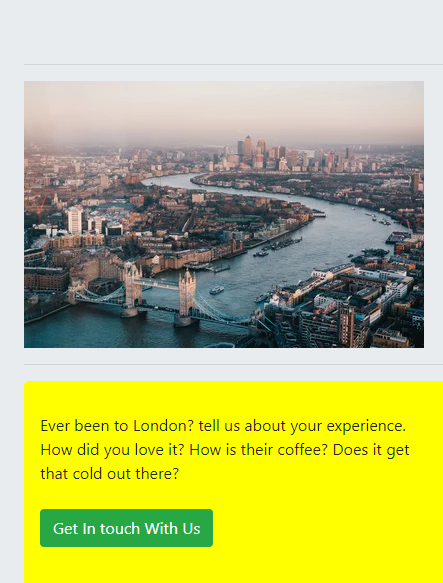 Ever been to London? tell us about your experience.
How did you love it? How is their coffee? Does it get
that cold out there?
Get In touch With Us